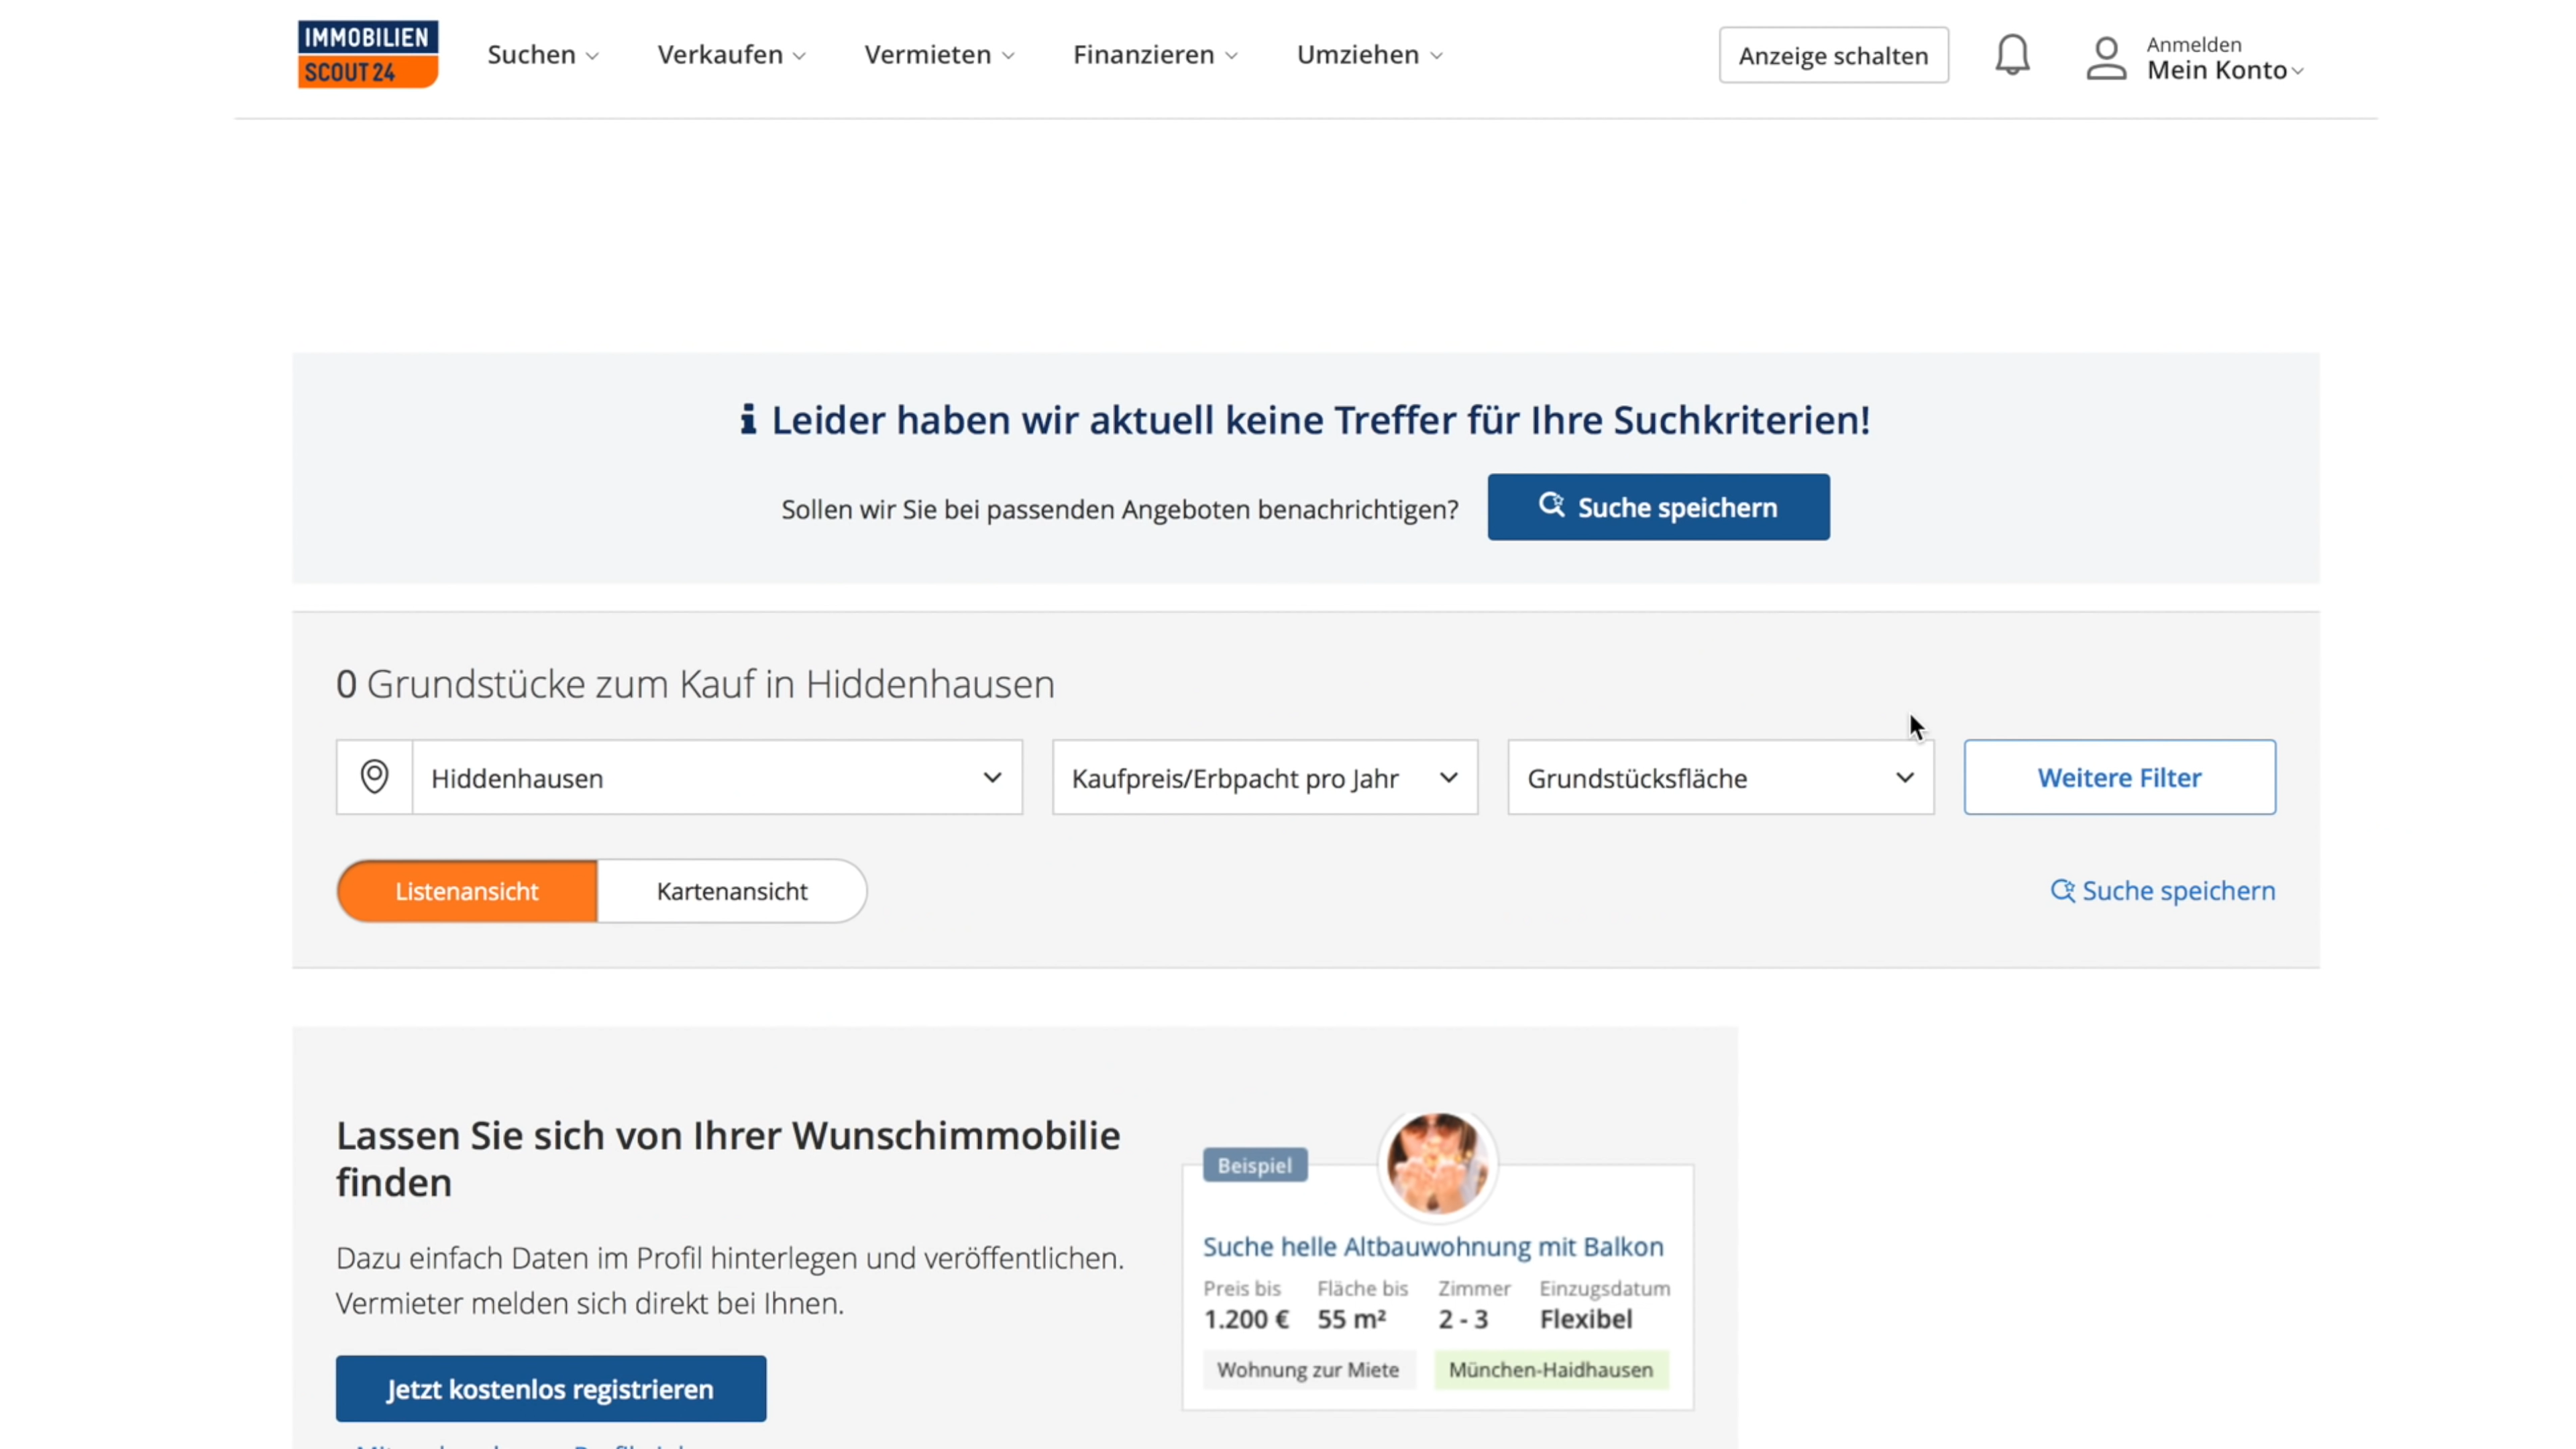 IMMOBILIEN
SCOUT24
Suchen
Verkaufen
Vermieten
Finanzieren
Umziehen
Anzeige schalten
Anmelden
Mein Konto
Leider haben wir aktuell keine Treffer für Ihre Suchkriterien!
Sollen wir Sie bei passenden Angeboten benachrichtigen?
Suche speichern
0 Grundstücke zum Kauf in Hiddenhausen
Hiddenhausen
Kaufpreis/Erbpacht pro Jahr
Grundstücksfläche
Weitere Filter
Listenansicht
Kartenansicht
Suche speichern
Lassen Sie sich von Ihrer Wunschimmobilie
finden
Dazu einfach Daten im Profil hinterlegen und veröffentlichen.
Vermieter melden sich direkt bei Ihnen.
Jetzt kostenlos registrieren
Beispiel
Suche helle Altbauwohnung mit Balkon
Preis bis Fläche bis Zimmer Einzugsdatum
1.200 € 55 m² 2 - 3 Flexibel
Wohnung zur Miete München-Haidhausen